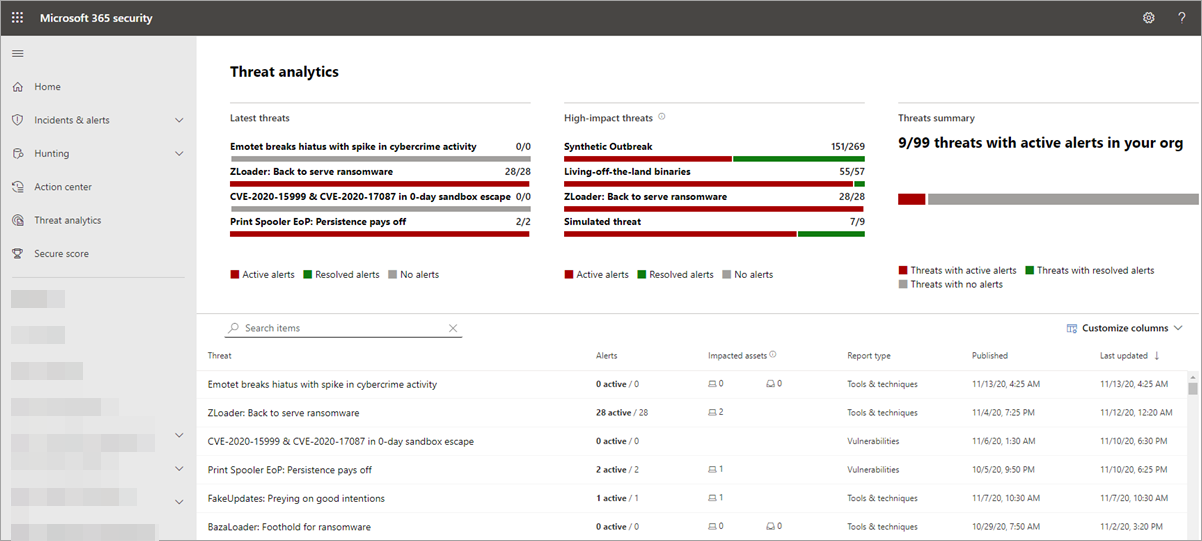 Microsoft 365 security
?
Home
Incidents & alerts
Hunting
Action center
Threat analytics
Secure score
Threat analytics
Latest threats
Emotet breaks hiatus with spike in cybercrime activity 0/0
ZLoader: Back to serve ransomware 28/28
CVE-2020-15999 & CVE-2020-17087 in 0-day sandbox escape 0/0
Print Spooler EoP: Persistence pays off 2/2
Active alerts Resolved alerts No alerts
High-impact threats
Synthetic Outbreak 151/269
Living-off-the-land binaries 55/57
ZLoader: Back to serve ransomware 28/28
Simulated threat 7/9
Active alerts Resolved alerts No alerts
Threats summary
9/99 threats with active alerts in your org
Threats with active alerts Threats with resolved alerts
Threats with no alerts
Search items
Customize columns
Threat Alerts Impacted assets Report type Published Last updated
Emotet breaks hiatus with spike in cybercrime activity 0 active / 0 0 0 Tools & techniques 11/13/20, 4:25 AM 11/13/20, 4:25 AM
ZLoader: Back to serve ransomware 28 active / 28 2 Tools & techniques 11/4/20, 7:25 PM 11/12/20, 12:20 AM
CVE-2020-15999 & CVE-2020-17087 in 0-day sandbox escape 0 active / 0 Vulnerabilities 11/6/20, 1:30 AM 11/10/20, 6:30 PM
Print Spooler EoP: Persistence pays off 2 active / 2 1 Vulnerabilities 10/5/20, 9:50 PM 11/10/20, 6:25 PM
FakeUpdates: Preying on good intentions 1 active / 1 1 Tools & techniques 11/7/20, 10:30 AM 11/7/20, 10:30 AM
BazaLoader: Foothold for ransomware 0 active / 0 0 0 Tools & techniques 10/29/20, 7:50 AM 11/2/20, 3:20 PM